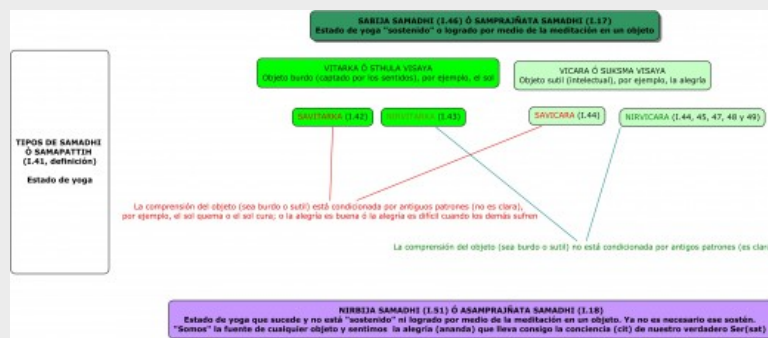 SABIJA SAMADHI (I.46) Ó SAMPRAJÑATA SAMADHI (I.17)
Estado de yoga "sostenido" o logrado por medio de la meditación en un objeto
VITARKA Ó STHULA VISAYA
Objeto burdo (captado por los sentidos), por ejemplo, el sol
VICARA Ó SUKSMA VISAYA
Objeto sutil (intelectual), por ejemplo, la alegría
SAVITARKA (I.42)
NIRVITARKA (I.43)
SAVICARA (I.44)
NIRVICARA (I.44, 45, 47, 48 y 49)
TIPOS DE SAMADHI
Ó SAMAPATTIH
(I.41, definición)
Estado de yoga
La comprensión del objeto (sea burdo o sutil) está condicionada por antiguos patrones (no es clara),
por ejemplo, el sol quema o el sol cura; o la alegría es buena ó la alegría es difícil cuando los demás sufren
La comprensión del objeto (sea burdo o sutil) no está condicionada por antigos patrones (es clar
NIRBIJA SAMADHI (I.51) Ó ASAMPRAJÑATA SAMADHI (I.18)
Estado de yoga que sucede y no está "sostenido" ni logrado por medio de la meditación en un objeto. Ya no es necesario ese sostén.
"Somos" la fuente de cualquier objeto y sentimos la alegría (ananda) que lleva consigo la conciencia (cit) de nuestro verdadero Ser(sat)